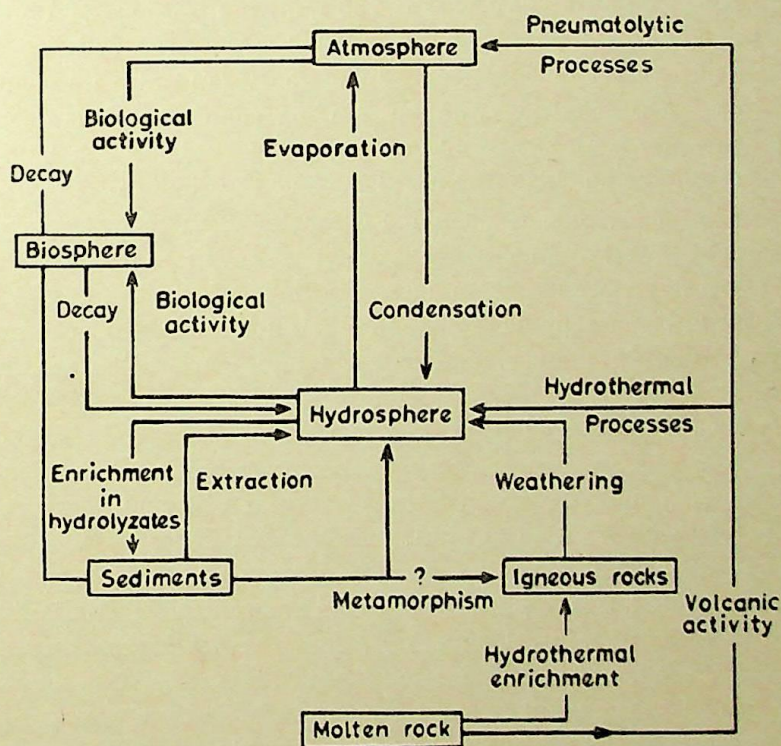 Pneumatolytic
Atmosphere
Processes
Biological
activity
Evaporation
Decay
Biosphere
Decay
Biological
activity
Condensation
Hydrothermal
Hydrosphere
Processes
Enrichment
in
hydrolyzates
Extraction
Weathering
Sediments
?
Igneous rocks
Metamorphism
Volcanic
activity
Hydrothermal
enrichment
Molten rock